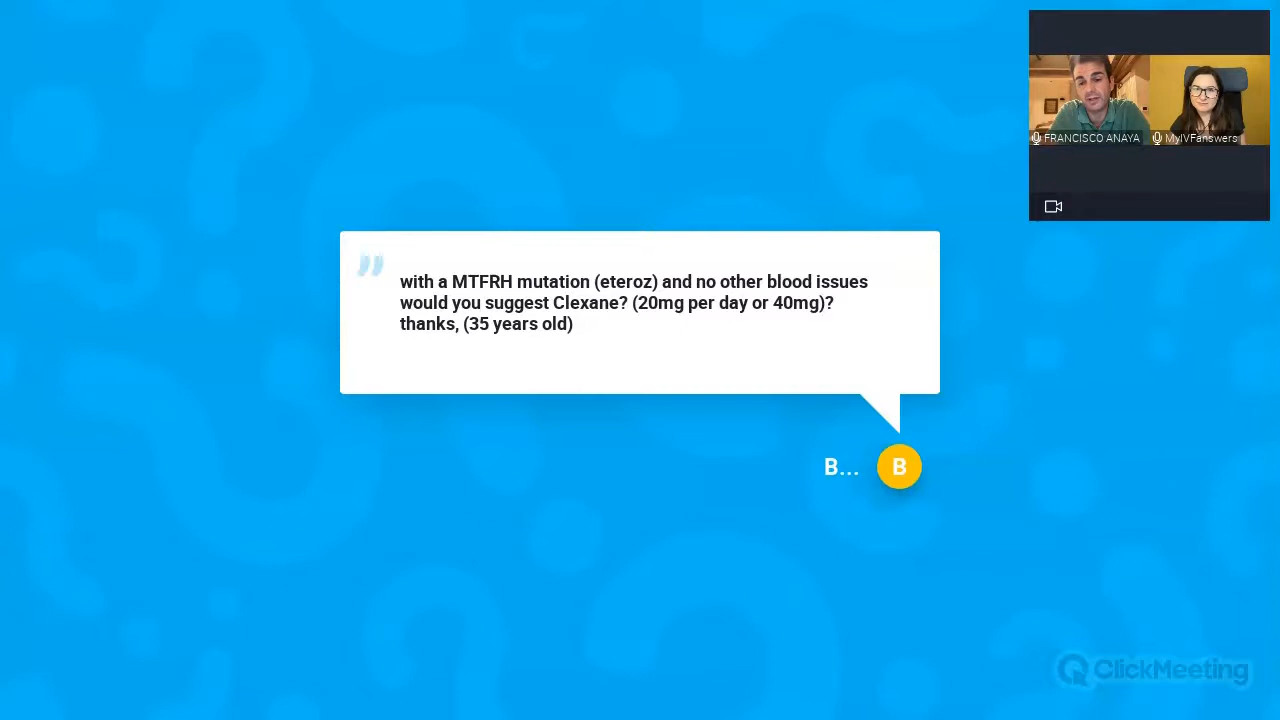 FRANCISCO ANAYA
MyIVFanswers
with a MTFRH mutation (eteroz) and no other blood issues
would you suggest Clexane? (20mg per day or 40mg)?
thanks, (35 years old)
B...
B
ClickMeeting